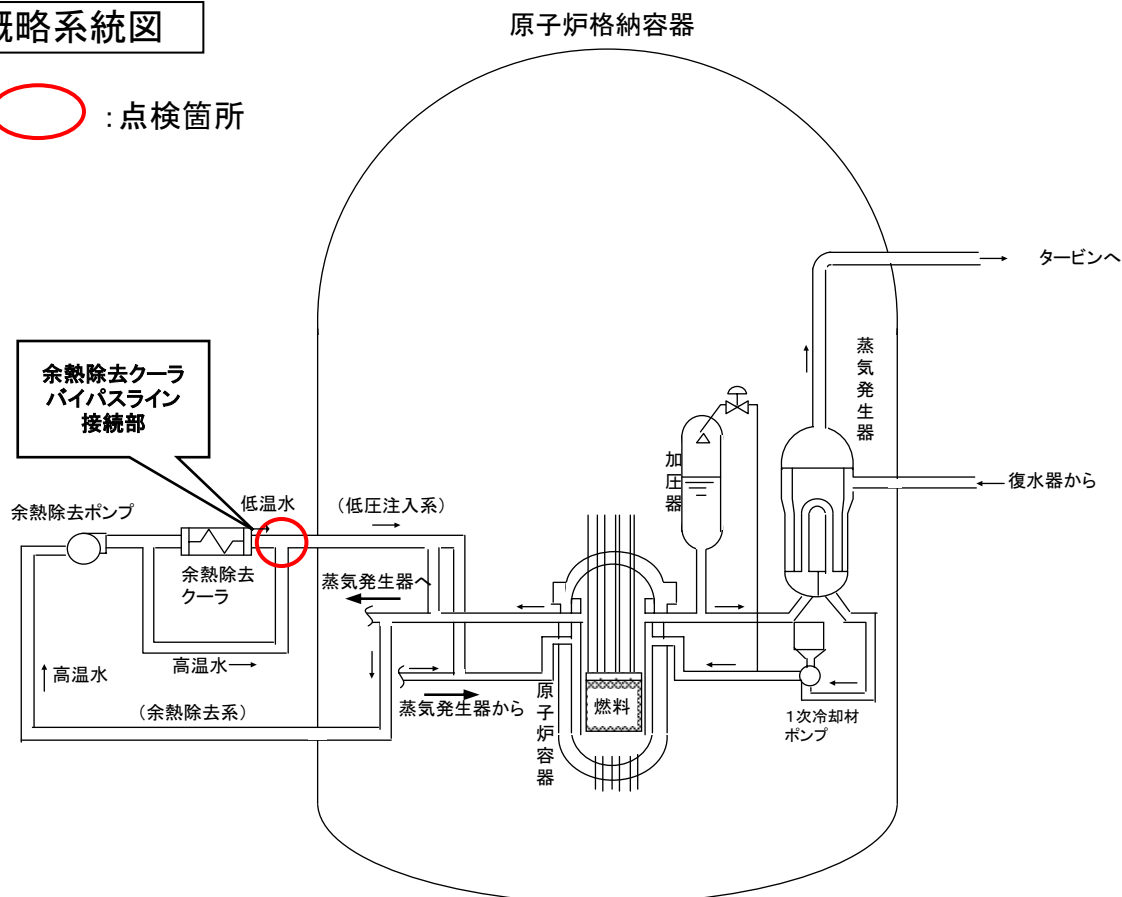 概略系統図
原子炉格納容器
:点検箇所
タービンへ
蒸気発生器
余熱除去クーラ
バイパスライン
接続部
加圧器
復水器から
余熱除去ポンプ
低温水
(低圧注入系)
余熱除去
クーラ
蒸気発生器へ
高温水
高温水
(余熱除去系)
蒸気発生器から
原子炉容器
燃料
1次冷却材
ポンプ